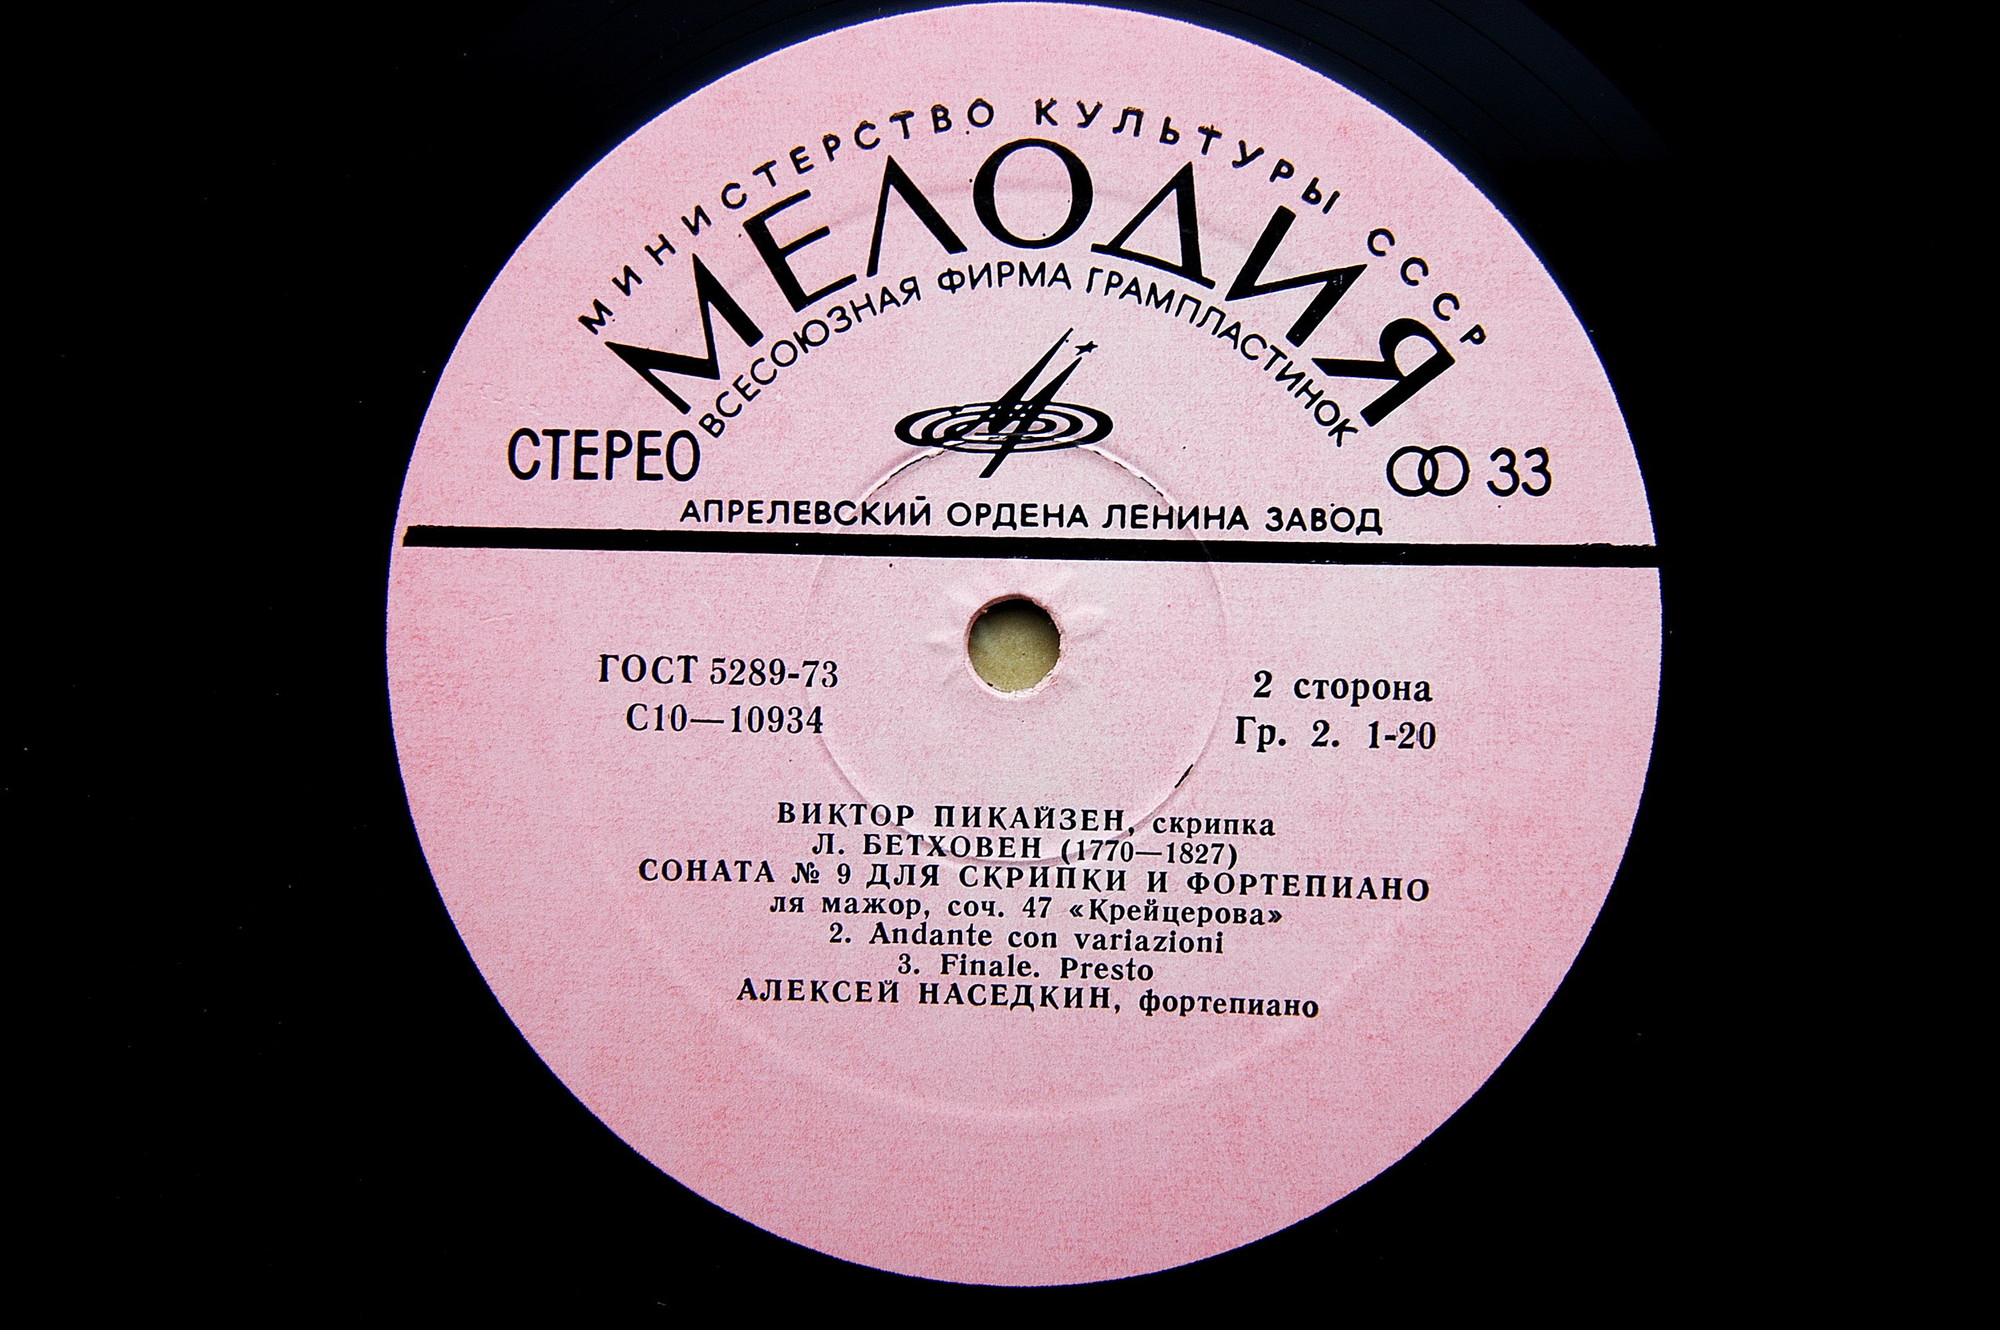 МИНИСТЕРСТВО КУЛЬТУРЫ СССР
МЕЛОДИЯ
ВСЕСОЮЗНАЯ ФИРМА ГРАМПЛАСТИНОК
СТЕРЕО
33
АПРЕЛЕВСКИЙ ОРДЕНА ЛЕНИНА ЗАВОД
ГОСТ 5289-73
С10—10934
2 сторона
Гр. 2. 1-20
ВИКТОР ПИКАЙЗЕН, скрипка
Л. БЕТХОВЕН (1770—1827)
СОНАТА № 9 ДЛЯ СКРИПКИ И ФОРТЕПИАНО
ля мажор, соч. 47 «Крейцерова»
2. Andante con variazioni
3. Finale. Presto
АЛЕКСЕЙ НАСЕДКИН, фортепиано